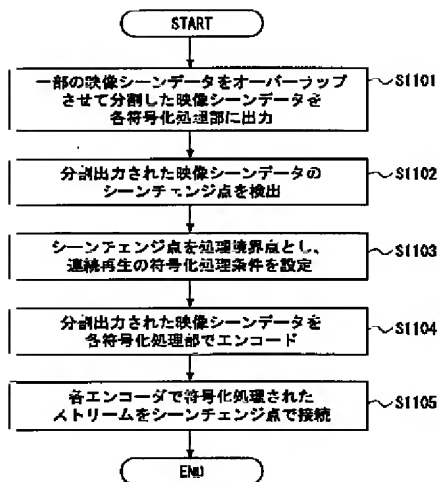 START
一部の映像シーンデータをオーバーラップ
させて分割した映像シーンデータを
各符号化処理部に出力
S1101
分割出力された映像シーンデータの
シーンチェンジ点を検出
S1102
シーンチェンジ点を処理境界点とし、
連続再生の符号化処理条件を設定
S1103
分割出力された映像シーンデータを
各符号化処理部でエンコード
S1104
各エンコーダで符号化処理された
ストリームをシーンチェンジ点で接続
S1105
END